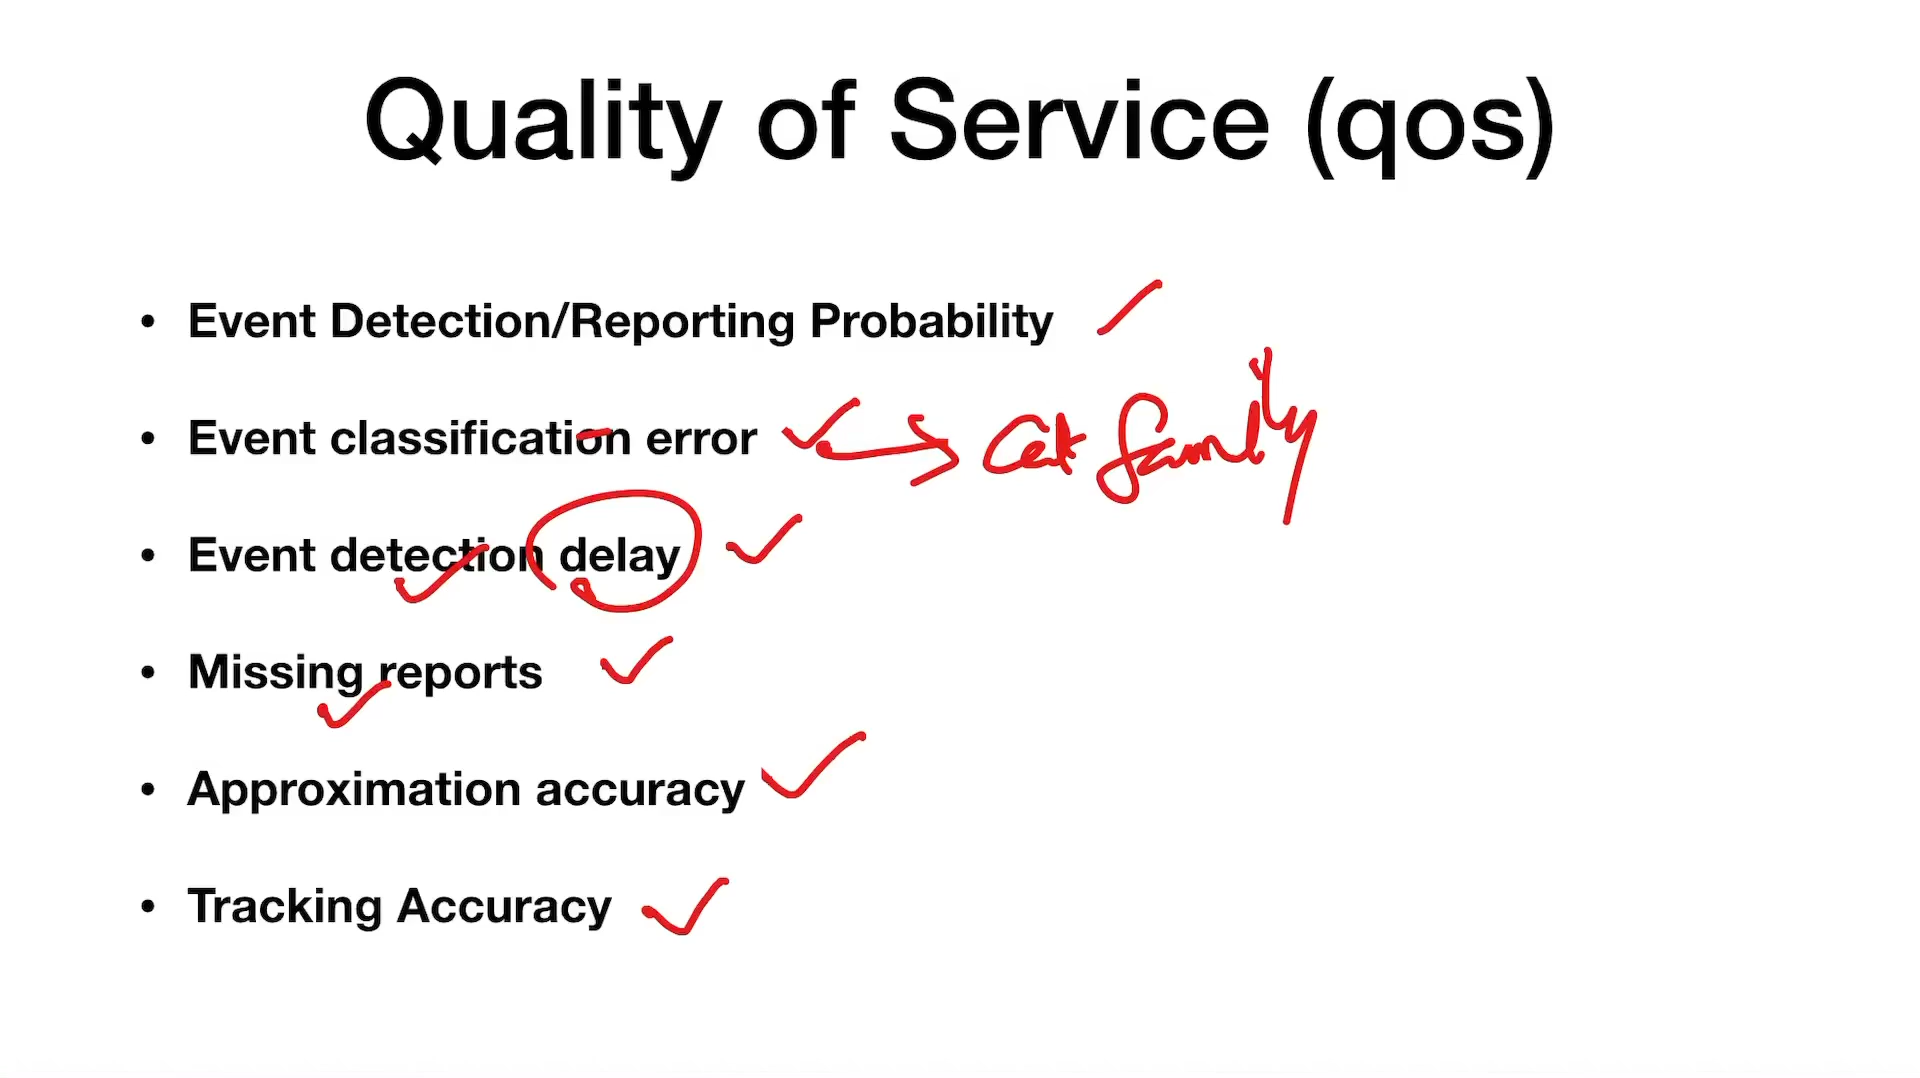 Quality of Service (qos)
• Event Detection/Reporting Probability
• Event classification error Cat family
• Event detection delay
• Missing reports
• Approximation accuracy
• Tracking Accuracy